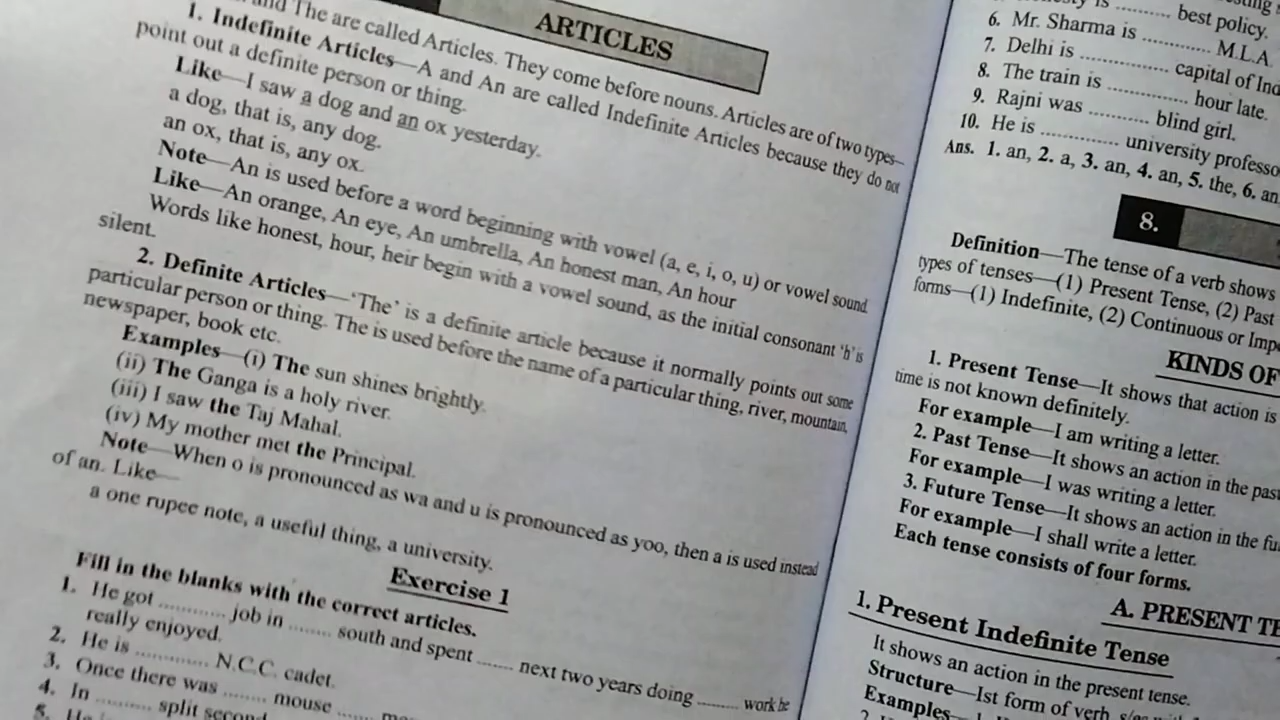 ARTICLES
and The are called Articles. They come before nouns. Articles are of two types—
1. Indefinite Articles—A and An are called Indefinite Articles because they do not
point out a definite person or thing.
Like—I saw a dog and an ox yesterday.
a dog, that is, any dog.
an ox, that is, any ox.
Note—An is used before a word beginning with vowel (a, e, i, o, u) or vowel sound
Like—An orange, An eye, An umbrella, An honest man, An hour
Words like honest, hour, heir begin with a vowel sound, as the initial consonant 'h' is
silent.
2. Definite Articles—'The' is a definite article because it normally points out some
particular person or thing. The is used before the name of a particular thing, river, mountain,
newspaper, book etc.
Examples—(i) The sun shines brightly.
(ii) The Ganga is a holy river.
(iii) I saw the Taj Mahal.
(iv) My mother met the Principal.
Note—When o is pronounced as wa and u is pronounced as yoo, then a is used instead
of an. Like—
a one rupee note, a useful thing, a university.
Exercise 1
Fill in the blanks with the correct articles.
1. He got ............ job in ........ south and spent ....... next two years doing ......... work he
really enjoyed.
2. He is ............. N.C.C. cadet.
3. Once there was ........ mouse ......
4. In .......... split second
5. He
is .......... best policy.
6. Mr. Sharma is ............ M.L.A.
7. Delhi is ................ capital of
8. The train is .............. hour late.
9. Rajni was ........... blind girl.
10. He is .............. university
Ans. 1. an, 2. a, 3. an, 4. an, 5. the, 6. an
8.
Definition—The tense of a verb shows
types of tenses—(1) Present Tense, (2) Past
forms—(1) Indefinite, (2) Continuous or
KINDS OF
1. Present Tense—It shows that action is
time is not known definitely.
For example—I am writing a letter.
2. Past Tense—It shows an action in the past
For example—I was writing a letter.
3. Future Tense—It shows an action in the
For example—I shall write a letter.
Each tense consists of four forms.
A. PRESENT
1. Present Indefinite Tense
It shows an action in the present tense.
Structure—Ist form of verb
Examples—1.